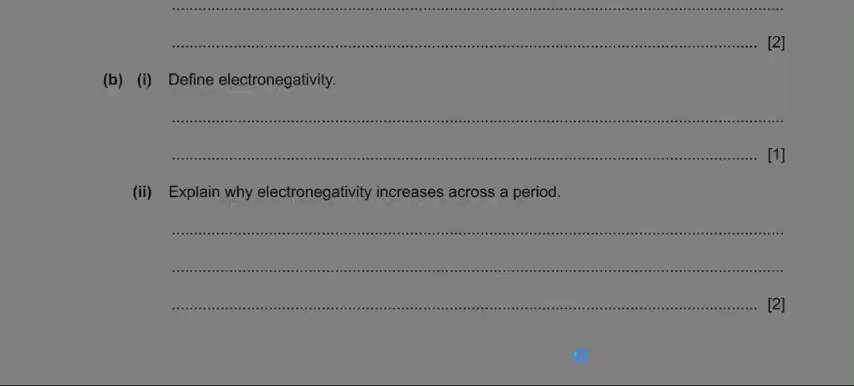 [2]
(b) (i) Define electronegativity.
[1]
(ii) Explain why electronegativity increases across a period.
[2]